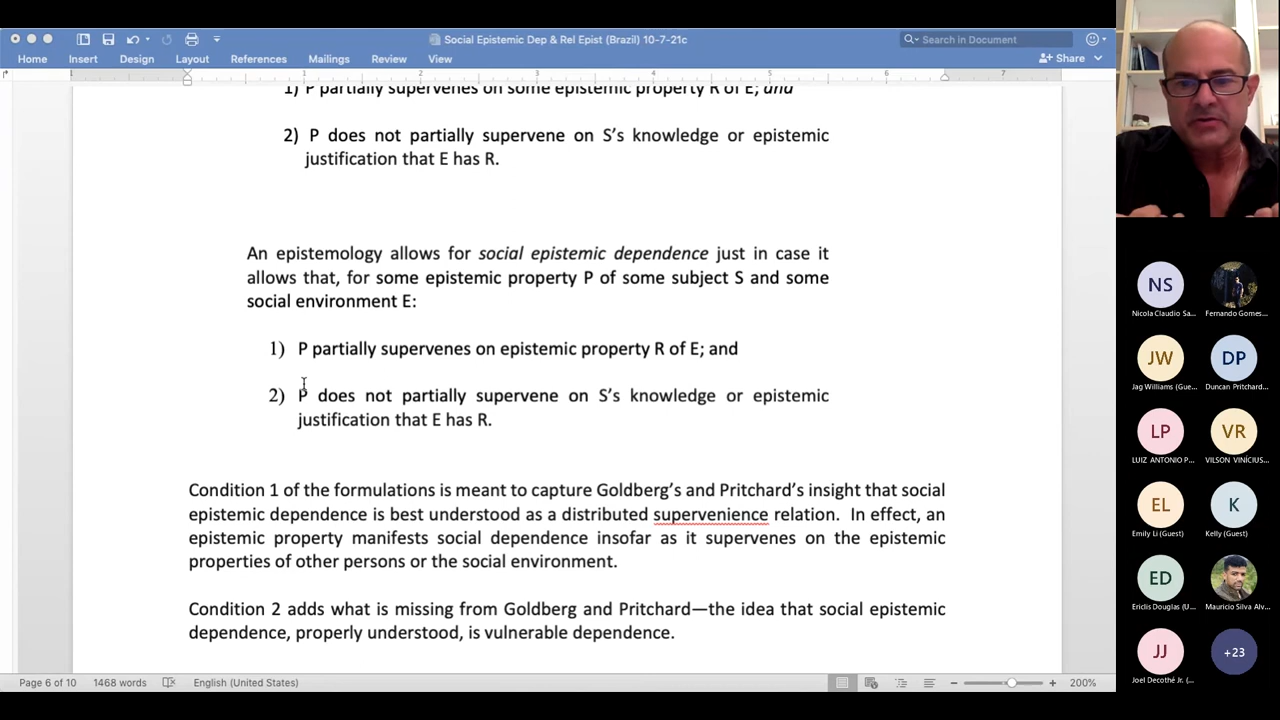 Social Epistemic Dep & Rel Epist (Brazil) 10-7-21c
Search in Document
Home Insert Design Layout References Mailings Review View
Share
1 1 2 3 4 5 6 7
1) P partially supervenes on some epistemic property R of E; and
2) P does not partially supervene on S's knowledge or epistemic
justification that E has R.
An epistemology allows for social epistemic dependence just in case it
allows that, for some epistemic property P of some subject S and some
social environment E:
1) P partially supervenes on epistemic property R of E; and
2) P does not partially supervene on S's knowledge or epistemic
justification that E has R.
Condition 1 of the formulations is meant to capture Goldberg's and Pritchard's insight that social
epistemic dependence is best understood as a distributed supervenience relation. In effect, an
epistemic property manifests social dependence insofar as it supervenes on the epistemic
properties of other persons or the social environment.
Condition 2 adds what is missing from Goldberg and Pritchard—the idea that social epistemic
dependence, properly understood, is vulnerable dependence.
Page 6 of 10 1468 words English (United States) 200%
NS
Nicola Claudio Sa... Fernando Gomes...
JW DP
Jag Williams (Gue... Duncan Pritchard...
LP VR
LUIZ ANTONIO P... VILSON VINÍCIUS...
EL K
Emily Li (Guest) Kelly (Guest)
ED
Ericlis Douglas (U... Mauricio Silva Alv...
JJ +23
Joel Decothé Jr. (...